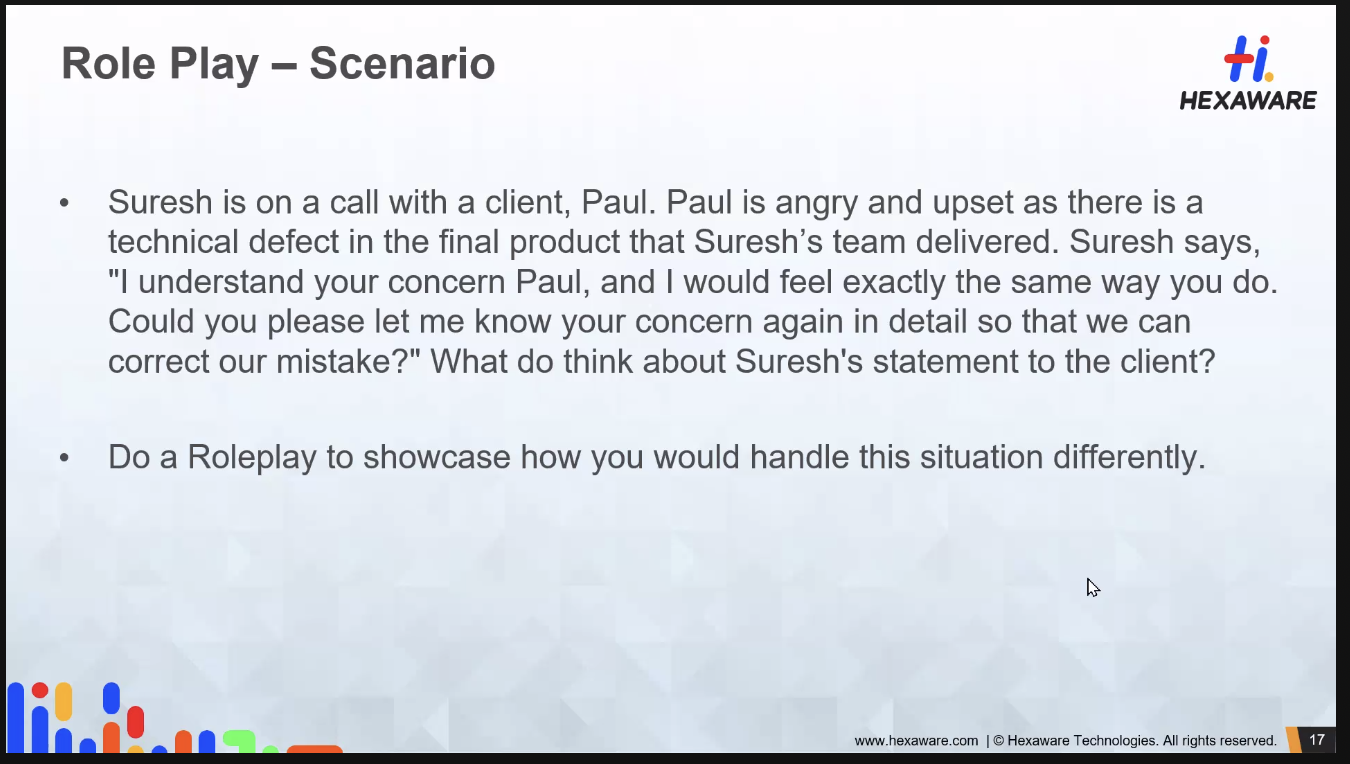 Role Play – Scenario
HEXAWARE
• Suresh is on a call with a client, Paul. Paul is angry and upset as there is a
technical defect in the final product that Suresh’s team delivered. Suresh says,
"I understand your concern Paul, and I would feel exactly the same way you do.
Could you please let me know your concern again in detail so that we can
correct our mistake?" What do think about Suresh's statement to the client?
• Do a Roleplay to showcase how you would handle this situation differently.
www.hexaware.com | © Hexaware Technologies. All rights reserved. 17